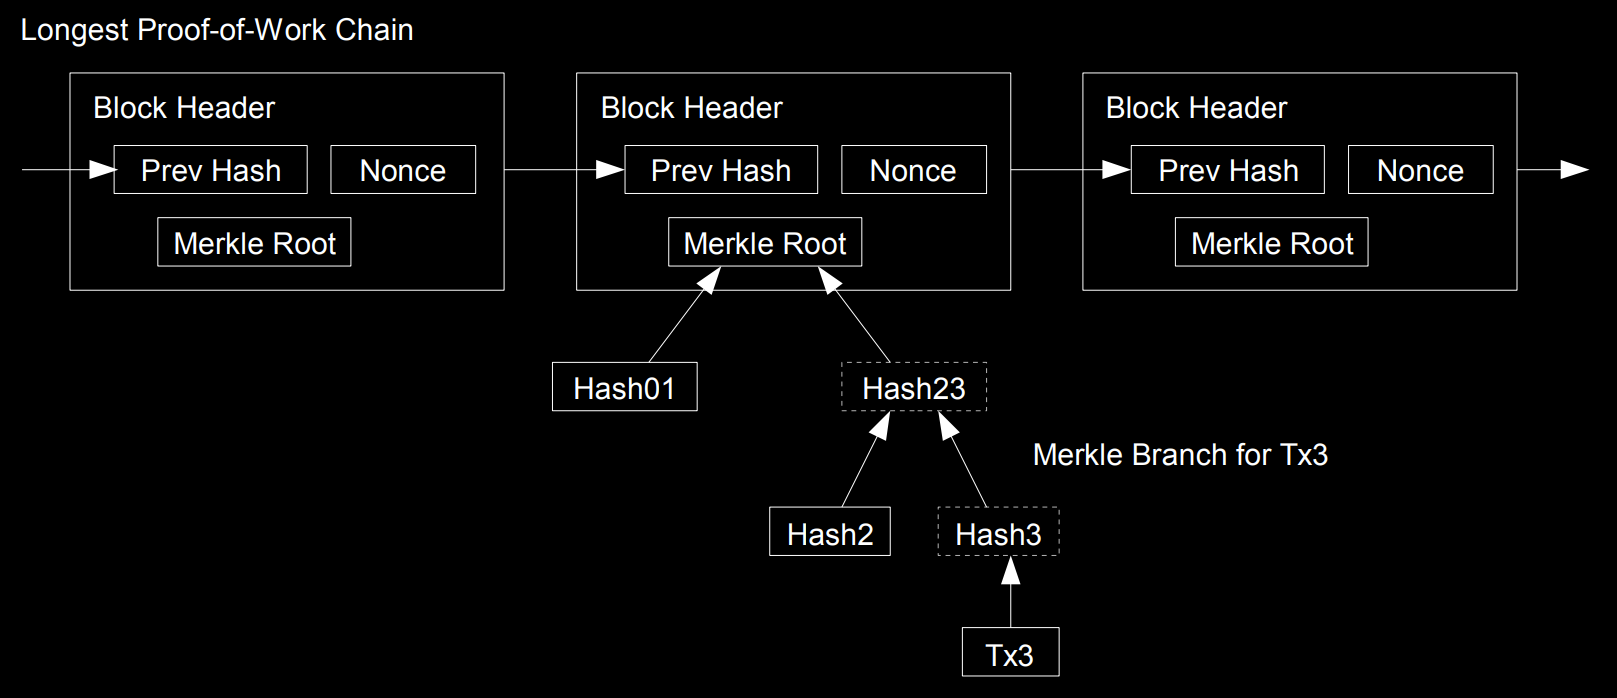 Longest Proof-of-Work Chain
Block Header
Prev Hash
Nonce
Merkle Root
Block Header
Prev Hash
Nonce
Merkle Root
Block Header
Prev Hash
Nonce
Merkle Root
Hash01
Hash23
Merkle Branch for Tx3
Hash2
Hash3
Tx3